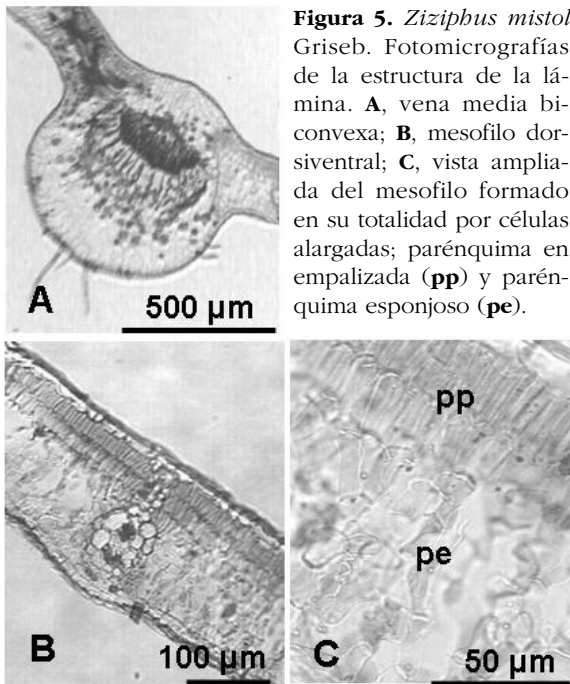 Figura 5. Ziziphus mistol
Griseb. Fotomicrografías
de la estructura de la lá-
mina. A, vena media bi-
convexa; B, mesofilo dor-
siventral; C, vista amplia-
da del mesofilo formado
en su totalidad por células
alargadas; parénquima en
empalizada (pp) y parén-
quima esponjoso (pe).
A
500 µm
B
100 µm
pp
pe
C
50 µm